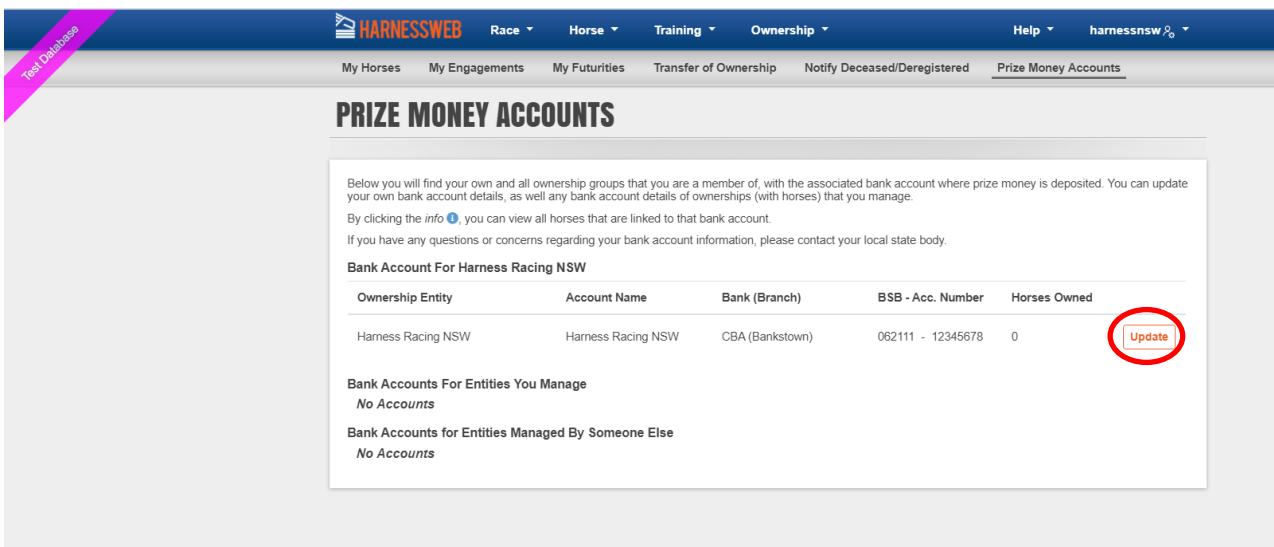 Test Database
HARNESSWEB Race Horse Training Ownership Help harnessnsw
My Horses My Engagements My Futurities Transfer of Ownership Notify Deceased/Deregistered Prize Money Accounts
PRIZE MONEY ACCOUNTS
Below you will find your own and all ownership groups that you are a member of, with the associated bank account where prize money is deposited. You can update
your own bank account details, as well any bank account details of ownerships (with horses) that you manage.
By clicking the info i, you can view all horses that are linked to that bank account.
If you have any questions or concerns regarding your bank account information, please contact your local state body.
Bank Account For Harness Racing NSW
Ownership Entity Account Name Bank (Branch) BSB - Acc. Number Horses Owned
Harness Racing NSW Harness Racing NSW CBA (Bankstown) 062111 - 12345678 0 Update
Bank Accounts For Entities You Manage
No Accounts
Bank Accounts for Entities Managed By Someone Else
No Accounts